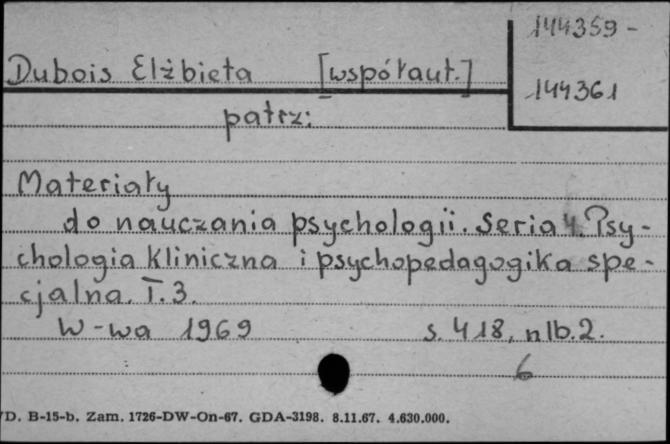 144359 -
Dubois Elżbieta [współaut.]
144361
patrz:
Materiały
do nauczania psychologii. Seria 4. Psy-
chologia kliniczna i psychopedagogika spe-
cjalna. T. 3.
W-wa 1969 s. 418, nlb. 2.
6
D. B-15-b. Zam. 1726-DW-On-67. GDA-3198. 8.11.67. 4.630.000.